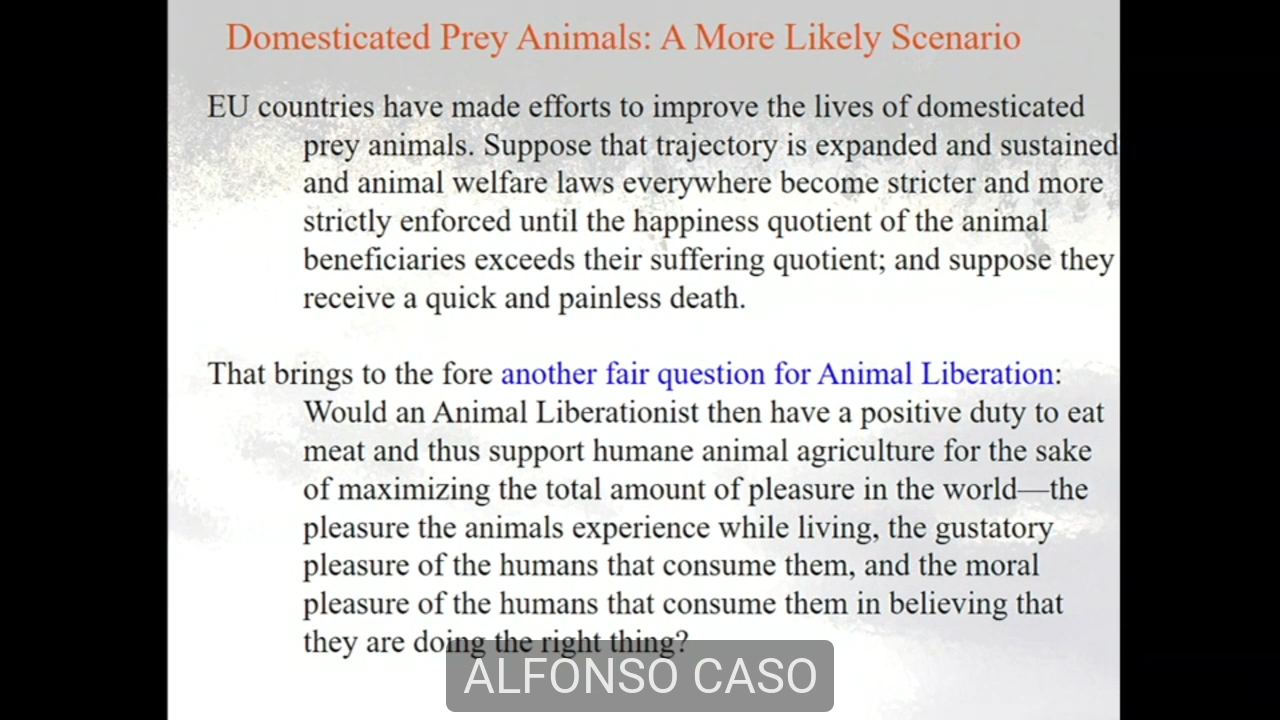 Domesticated Prey Animals: A More Likely Scenario
EU countries have made efforts to improve the lives of domesticated
prey animals. Suppose that trajectory is expanded and sustained
and animal welfare laws everywhere become stricter and more
strictly enforced until the happiness quotient of the animal
beneficiaries exceeds their suffering quotient; and suppose they
receive a quick and painless death.
That brings to the fore another fair question for Animal Liberation:
Would an Animal Liberationist then have a positive duty to eat
meat and thus support humane animal agriculture for the sake
of maximizing the total amount of pleasure in the world—the
pleasure the animals experience while living, the gustatory
pleasure of the humans that consume them, and the moral
pleasure of the humans that consume them in believing that
they are doing the right thing?
ALFONSO CASO